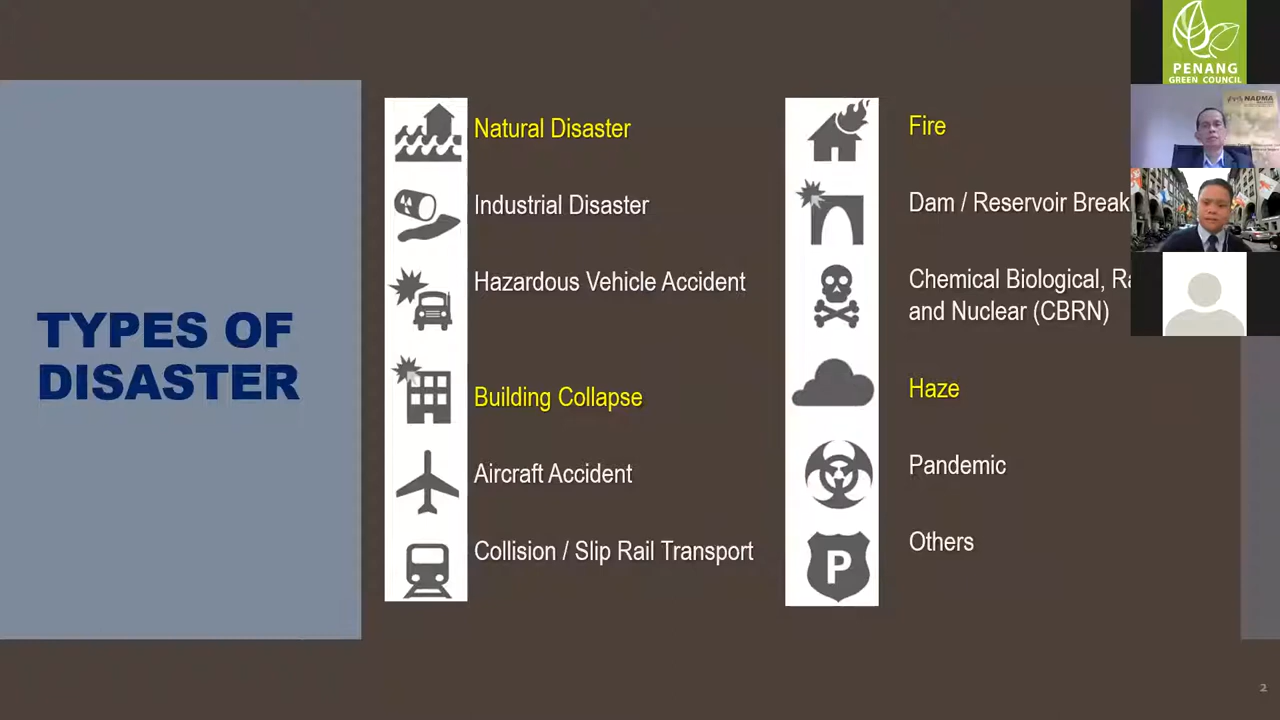 TYPES OF
DISASTER
Natural Disaster
Industrial Disaster
Hazardous Vehicle Accident
Building Collapse
Aircraft Accident
Collision / Slip Rail Transport
Fire
Dam / Reservoir Break
Chemical Biological,
and Nuclear (CBRN)
Haze
Pandemic
P
Others
PENANG
GREEN COUNCIL
NADMA
2